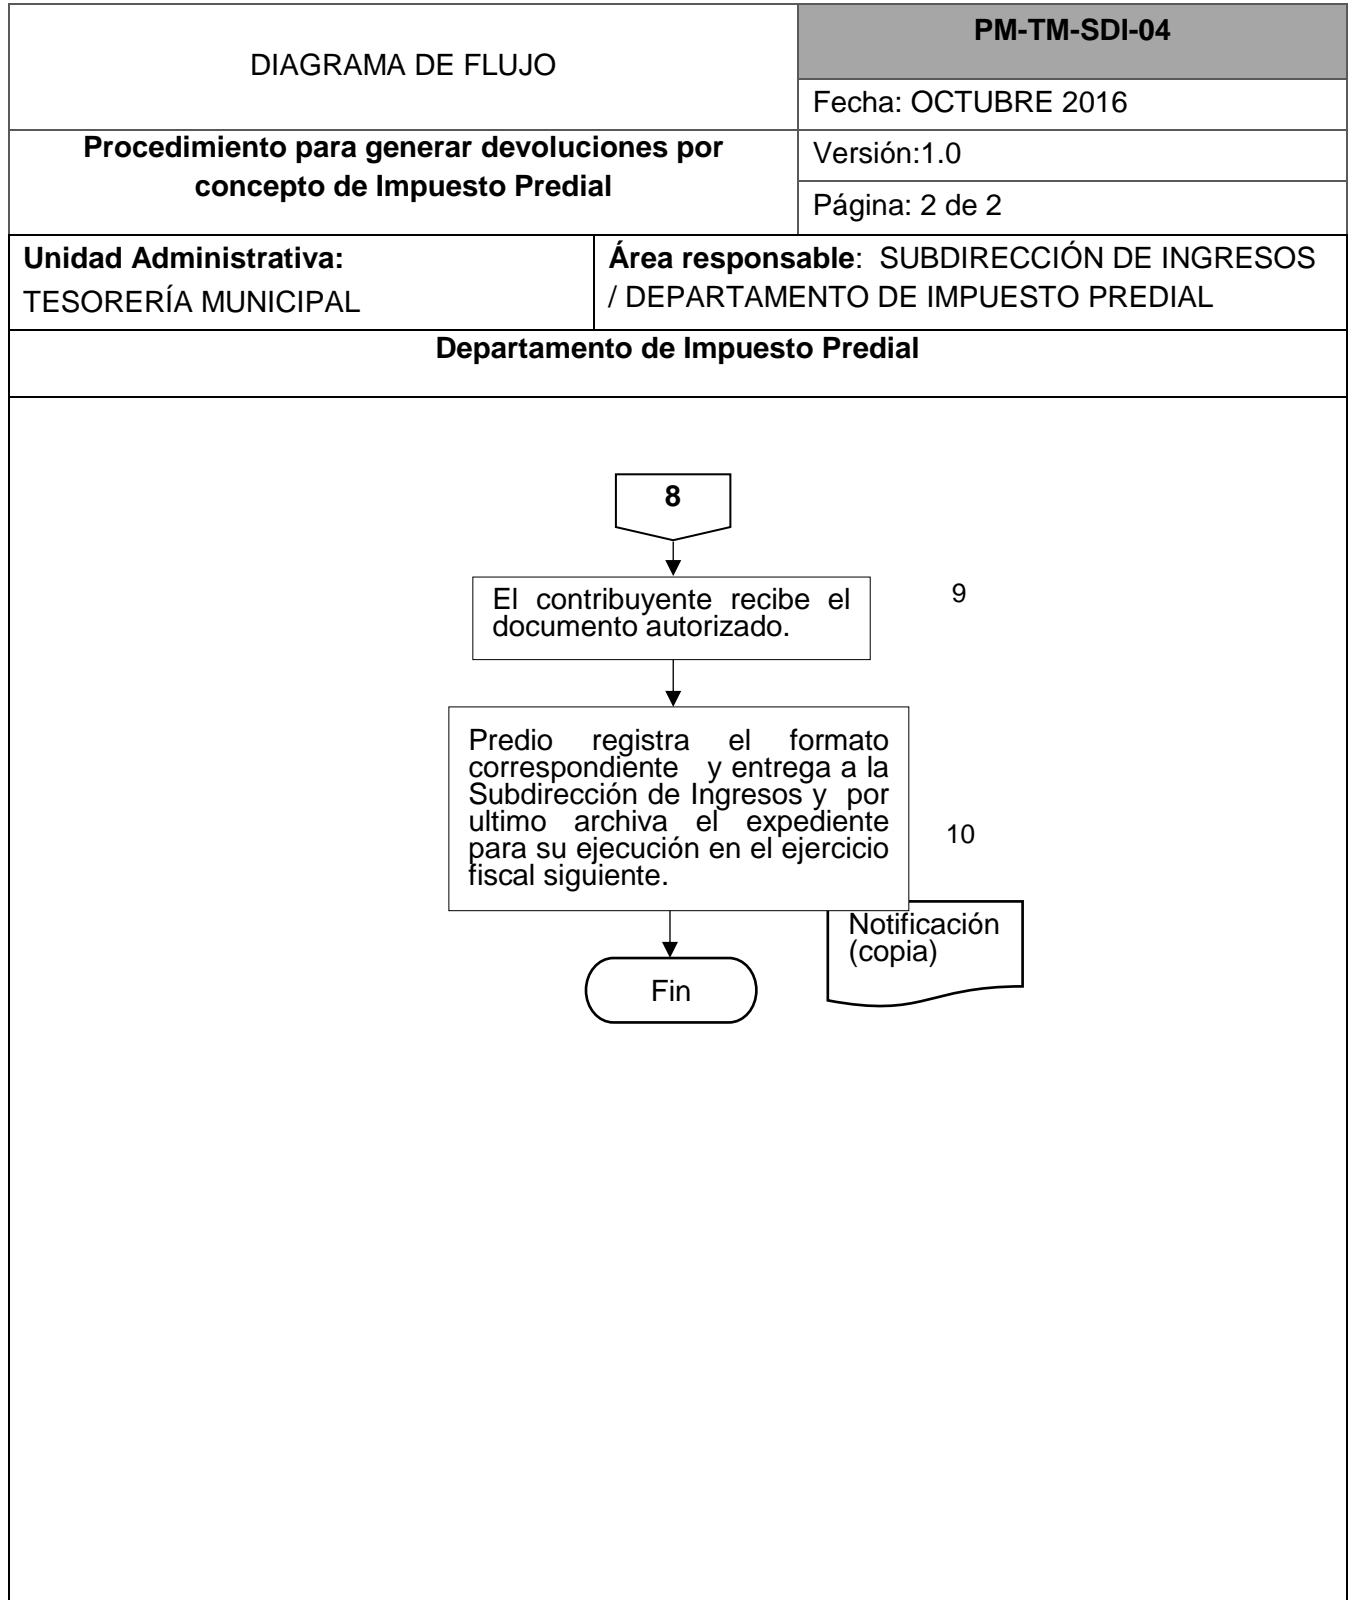 DIAGRAMA DE FLUJO
PM-TM-SDI-04
Fecha: OCTUBRE 2016
Procedimiento para generar devoluciones por
concepto de Impuesto Predial
Versión:1.0
Página: 2 de 2
Unidad Administrativa:
TESORERÍA MUNICIPAL
Área responsable: SUBDIRECCIÓN DE INGRESOS
/ DEPARTAMENTO DE IMPUESTO PREDIAL
Departamento de Impuesto Predial
8
El contribuyente recibe el
documento autorizado.
9
Predio registra el formato
correspondiente y entrega a la
Subdirección de Ingresos y por
ultimo archiva el expediente
para su ejecución en el ejercicio
fiscal siguiente.
10
Notificación
(copia)
Fin